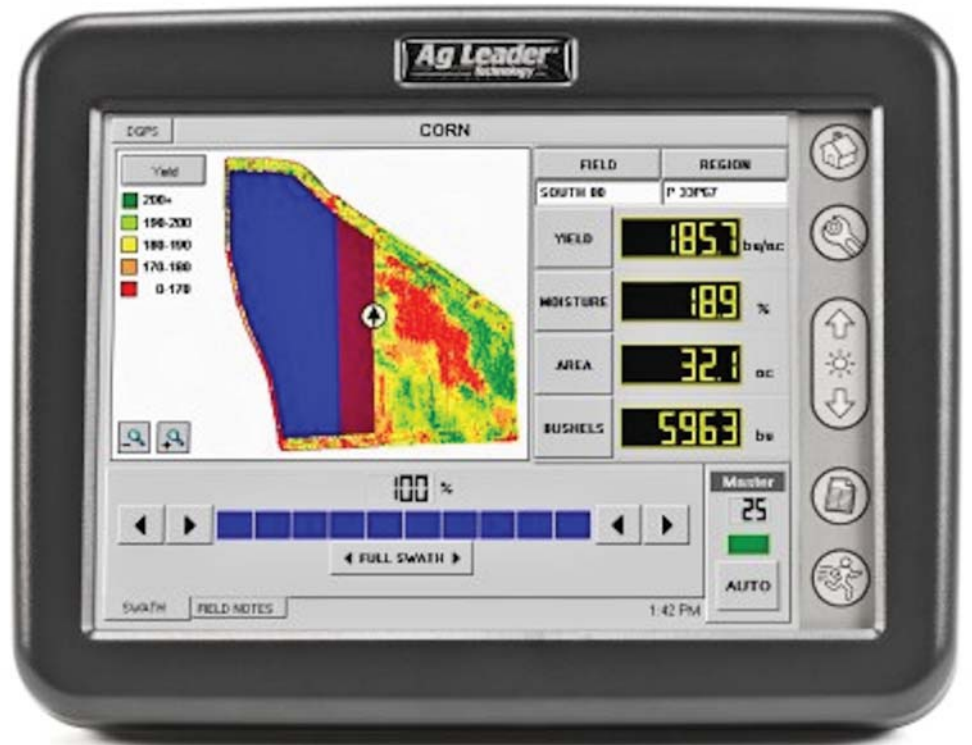 Ag Leader
Technology
DGPS
CORN
Yield
200+
190-200
180-190
170-180
0-170
FIELD
REGION
SOUTH 80
P 33P67
YIELD
185.7 bu/ac
MOISTURE
18.9 %
AREA
32.1 ac
BUSHELS
5963 bu
100 %
FULL SWATH
Master
25
AUTO
SWATH
FIELD NOTES
1:42 PM